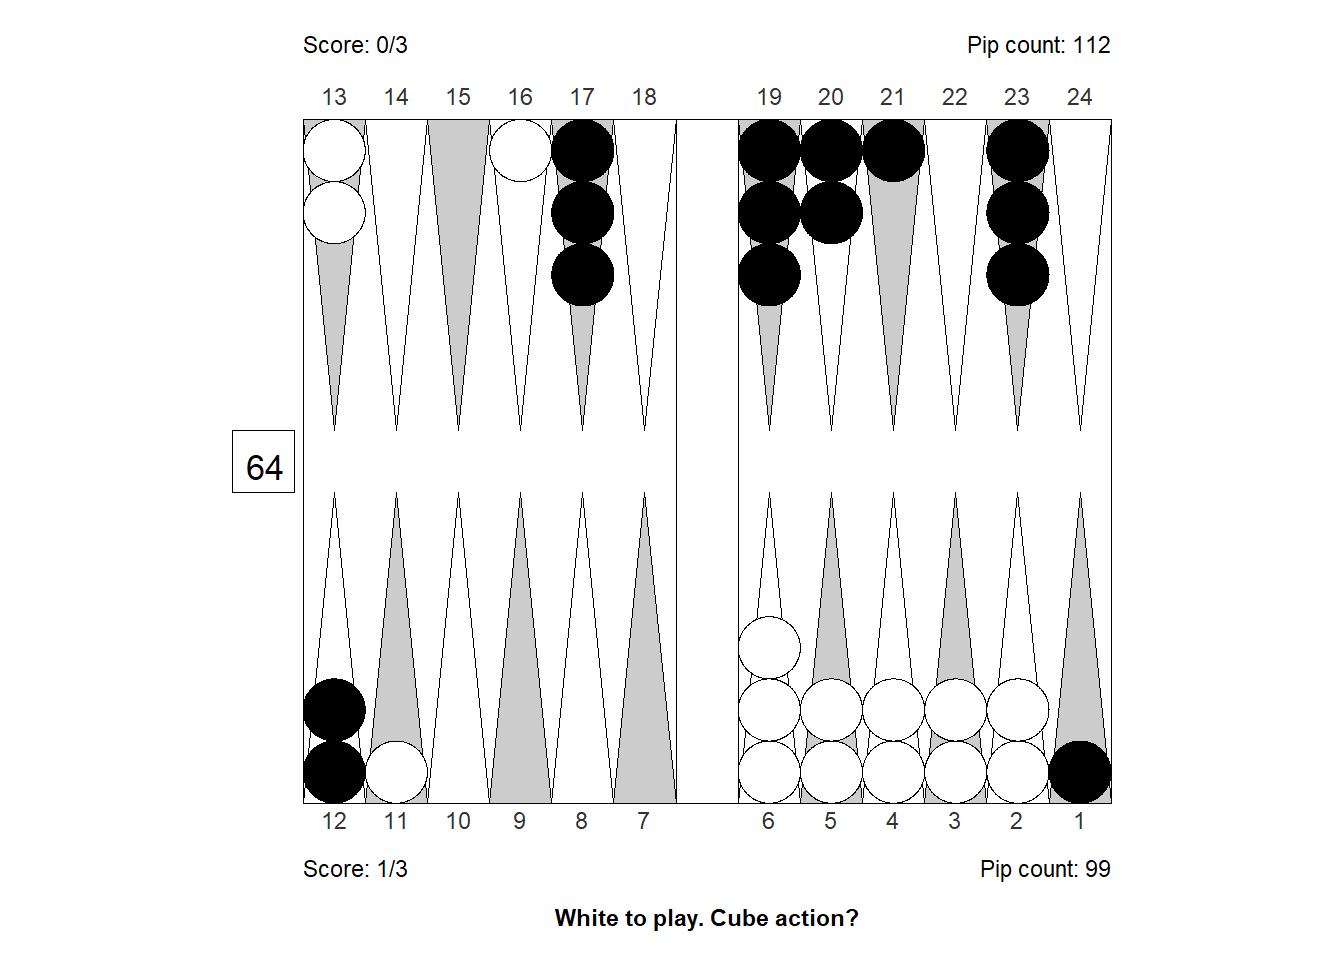 Score: 0/3 Pip count: 112
13 14 15 16 17 18 19 20 21 22 23 24
64
12 11 10 9 8 7 6 5 4 3 2 1
Score: 1/3 Pip count: 99
White to play. Cube action?